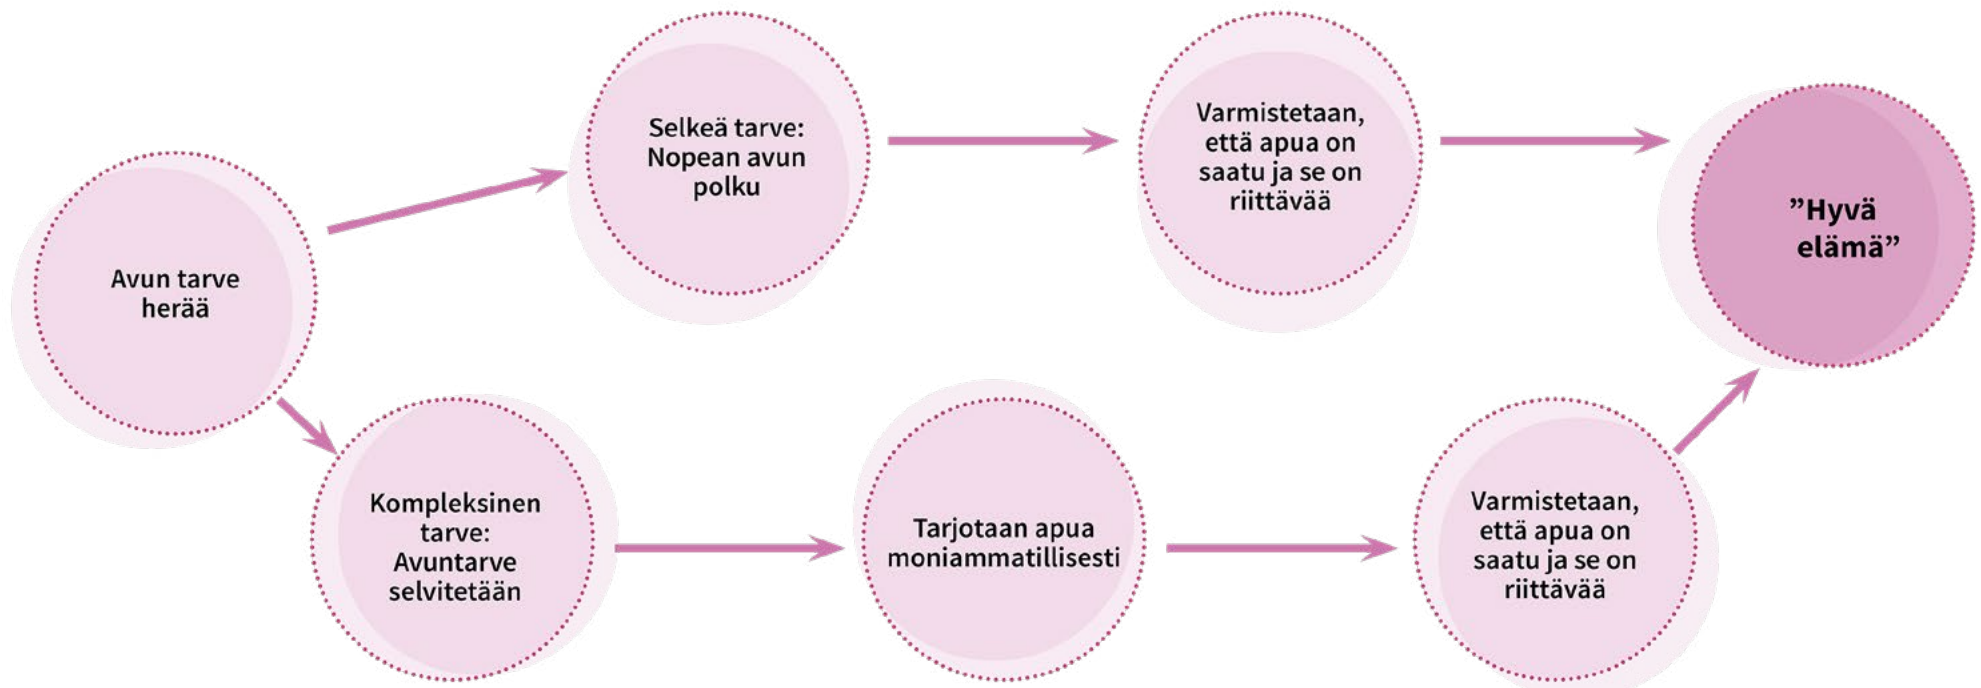 Avun tarve
herää
Selkeä tarve:
Nopean avun
polku
Varmistetaan,
että apua on
saatu ja se on
riittävää
”Hyvä
elämä”
Kompleksinen
tarve:
Avuntarve
selvitetään
Tarjotaan apua
moniammatillisesti
Varmistetaan,
että apua on
saatu ja se on
riittävää